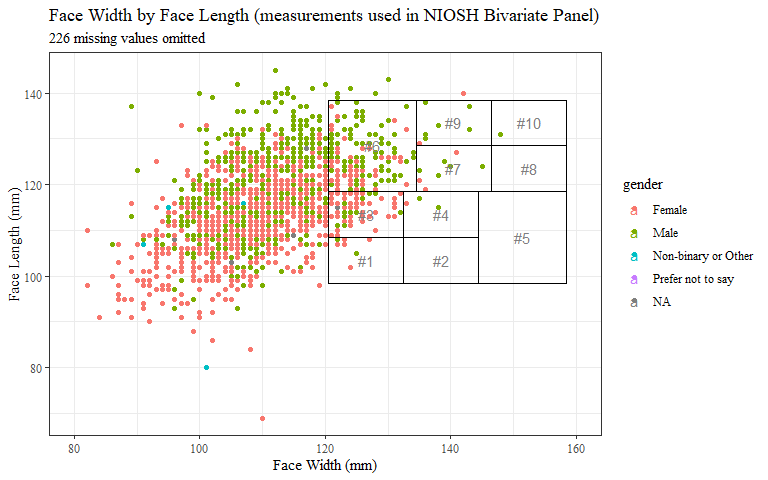 Face Width by Face Length (measurements used in NIOSH Bivariate Panel)
226 missing values omitted
Face Length (mm)
140
120
100
80
#6
#9
#10
#7
#8
#3
#4
#5
#1
#2
80
100
120
140
160
Face Width (mm)
gender
a Female
a Male
a Non-binary or Other
a Prefer not to say
a NA